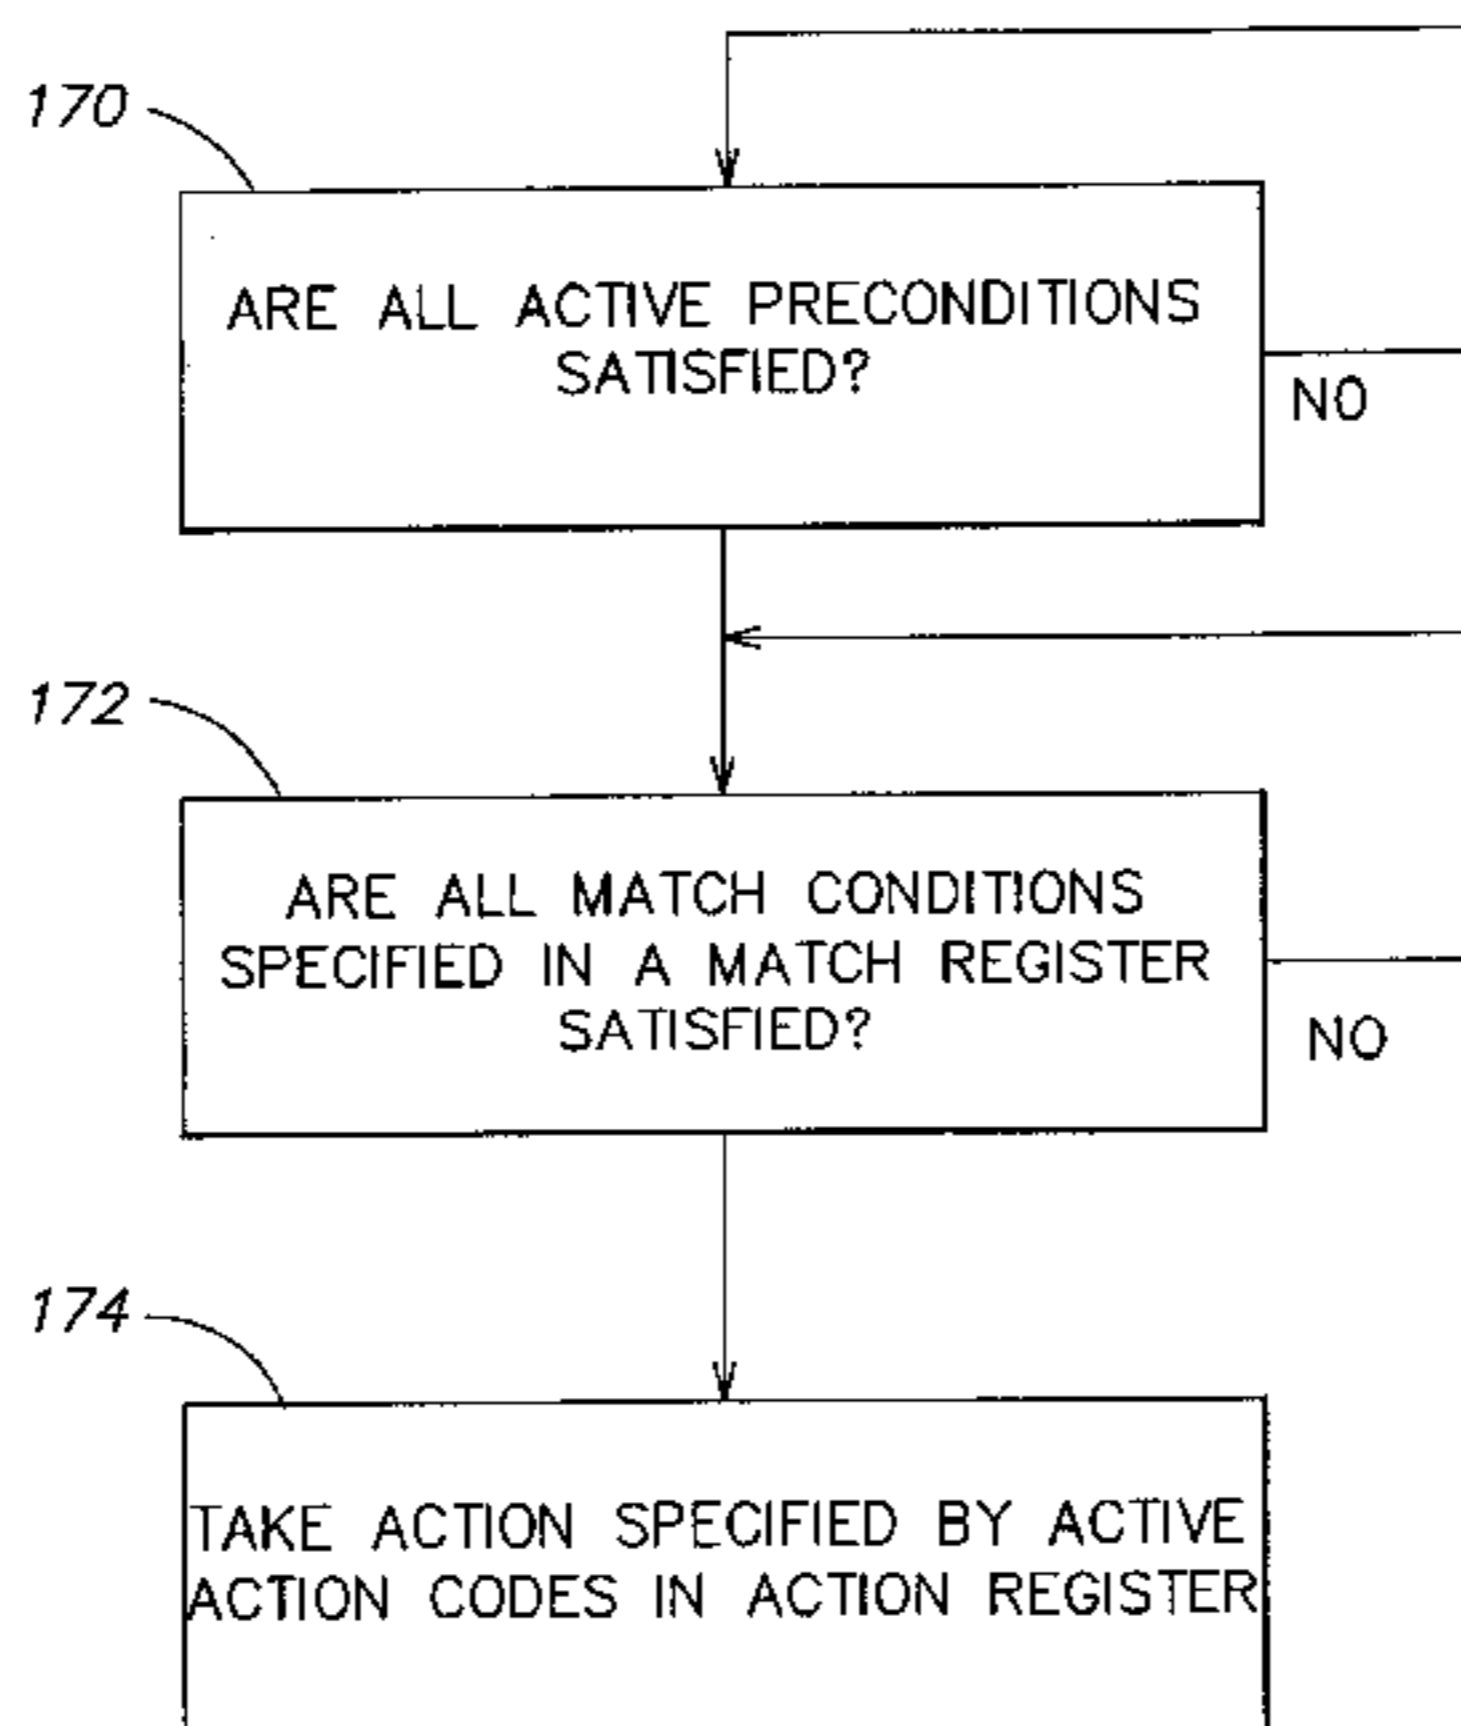 170
ARE ALL ACTIVE PRECONDITIONS
SATISFIED?
NO
172
ARE ALL MATCH CONDITIONS
SPECIFIED IN A MATCH REGISTER
SATISFIED?
NO
174
TAKE ACTION SPECIFIED BY ACTIVE
ACTION CODES IN ACTION REGISTER